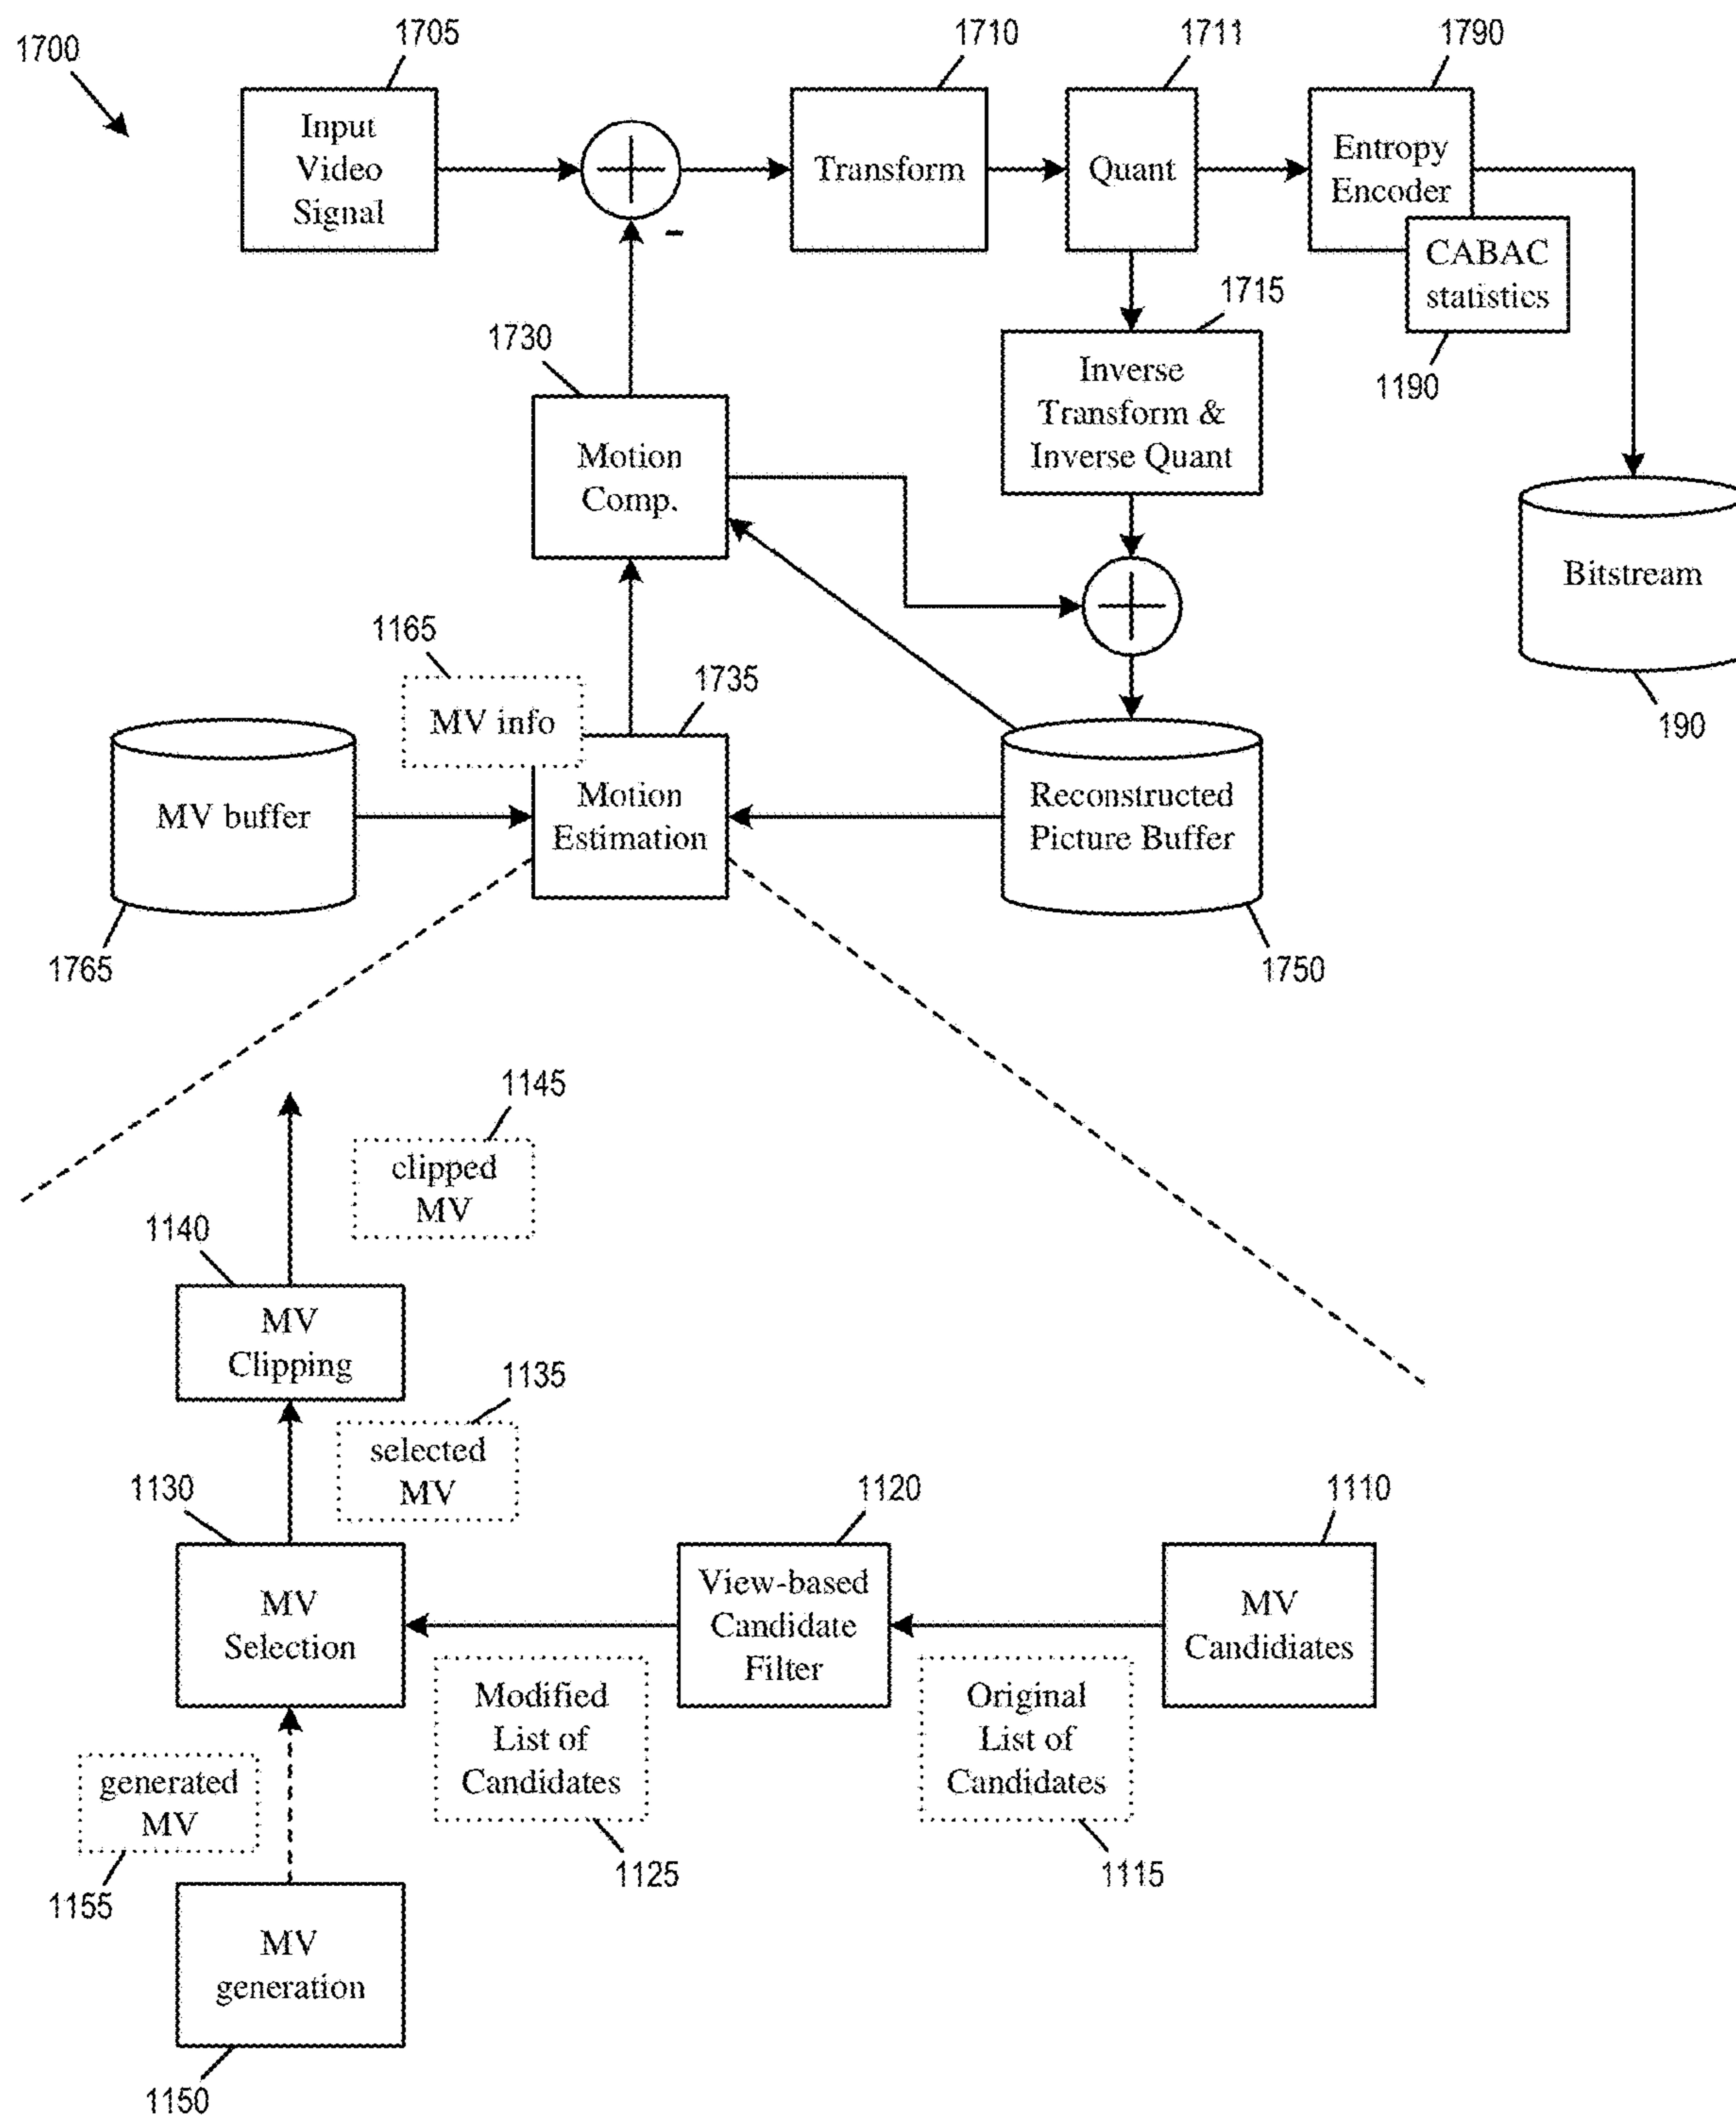 1700
1705
1710
1711
1790
Input
Video
Signal
Transform
Quant
Entropy
Encoder
CABAC
statistics
1190
-
1715
Inverse
Transform &
Inverse Quant
1730
Motion
Comp.
Bitstream
190
1165
MV info
1735
Motion
Estimation
MV buffer
1765
Reconstructed
Picture Buffer
1750
1145
clipped
MV
1140
MV
Clipping
1135
selected
MV
1130
MV
Selection
1120
View-based
Candidate
Filter
1110
MV
Candidiates
Modified
List of
Candidates
1125
Original
List of
Candidates
1115
generated
MV
1155
MV
generation
1150